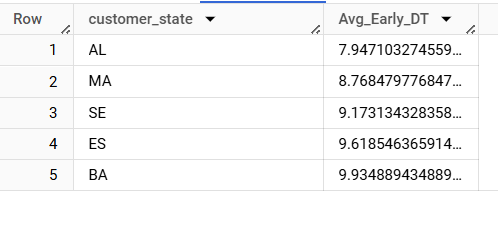 Row customer_state Avg_Early_DT
1 AL 7.947103274559...
2 MA 8.768479776847...
3 SE 9.173134328358...
4 ES 9.618546365914...
5 BA 9.934889434889...